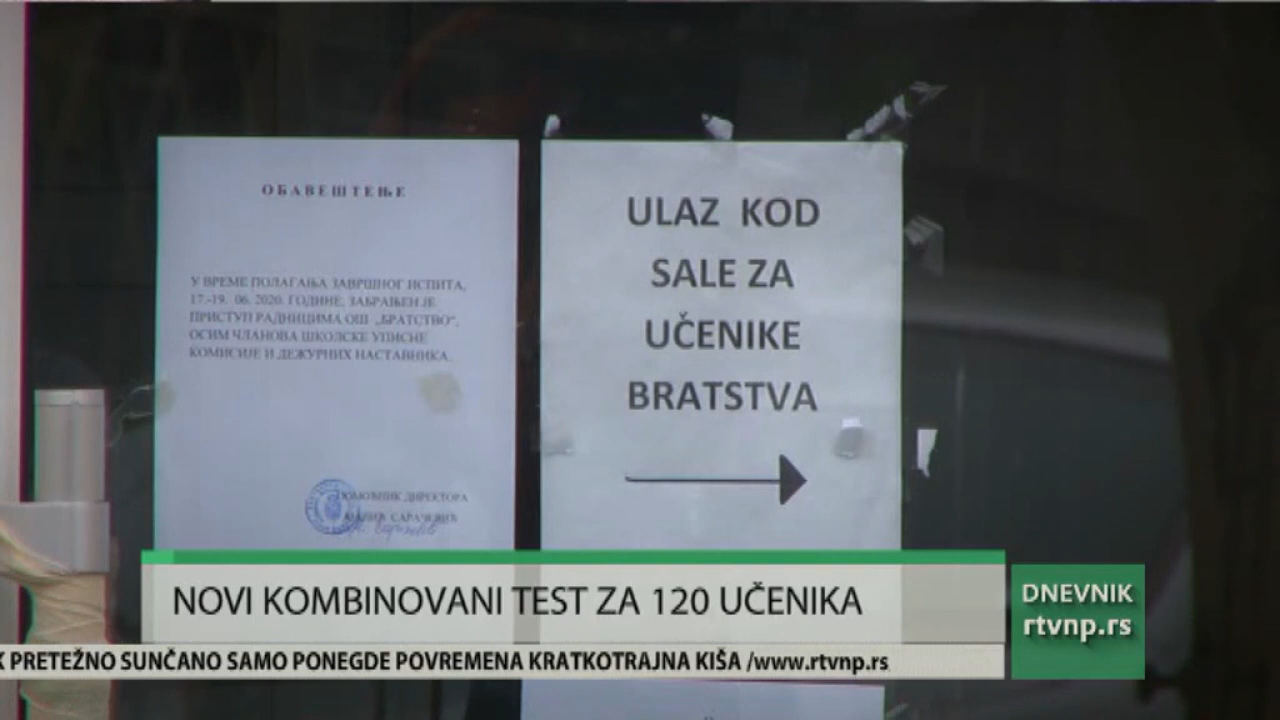 ОБАВЕШТЕЊЕ
У ВРЕМЕ ПОЛАГАЊА ЗАВРШНОГ ИСПИТА,
17.-19. 06. 2020. ГОДИНЕ, ЗАБРАЊЕН ЈЕ
ПРИСТУП РАДНИЦИМА ОШ „БРАТСТВО“,
ОСИМ ЧЛАНОВА ШКОЛСКЕ УПИСНЕ
КОМИСИЈЕ И ДЕЖУРНИХ НАСТАВНИКА.
ПОМОЋНИК ДИРЕКТОРА
САРАЧЕВИЋ
ULAZ KOD
SALE ZA
UČENIKE
BRATSTVA
NOVI KOMBINOVANI TEST ZA 120 UČENIKA
DNEVNIK
rtvnp.rs
K PRETEŽNO SUNČANO SAMO PONEGDE POVREMENA KRATKOTRAJNA KIŠA /www.rtvnp.rs